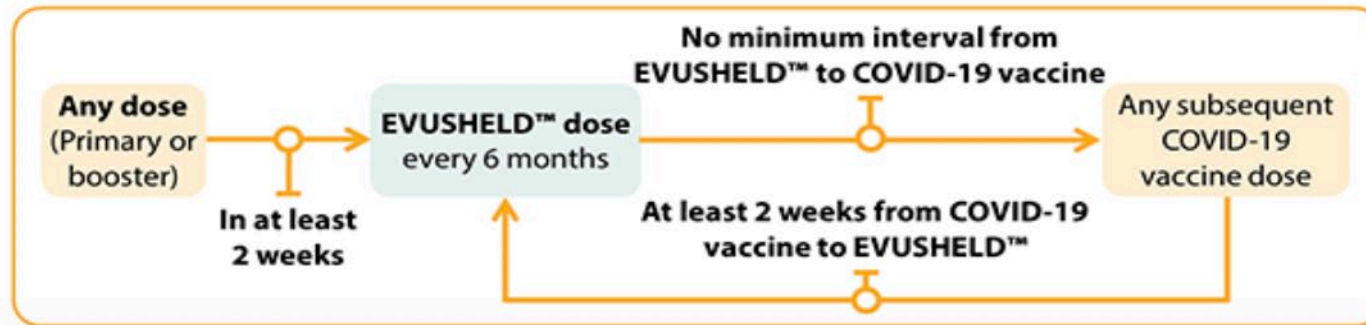 Any dose
(Primary or
booster)
In at least
2 weeks
EVUSHELD™ dose
every 6 months
No minimum interval from
EVUSHELD™ to COVID-19 vaccine
At least 2 weeks from COVID-19
vaccine to EVUSHELD™
Any subsequent
COVID-19
vaccine dose